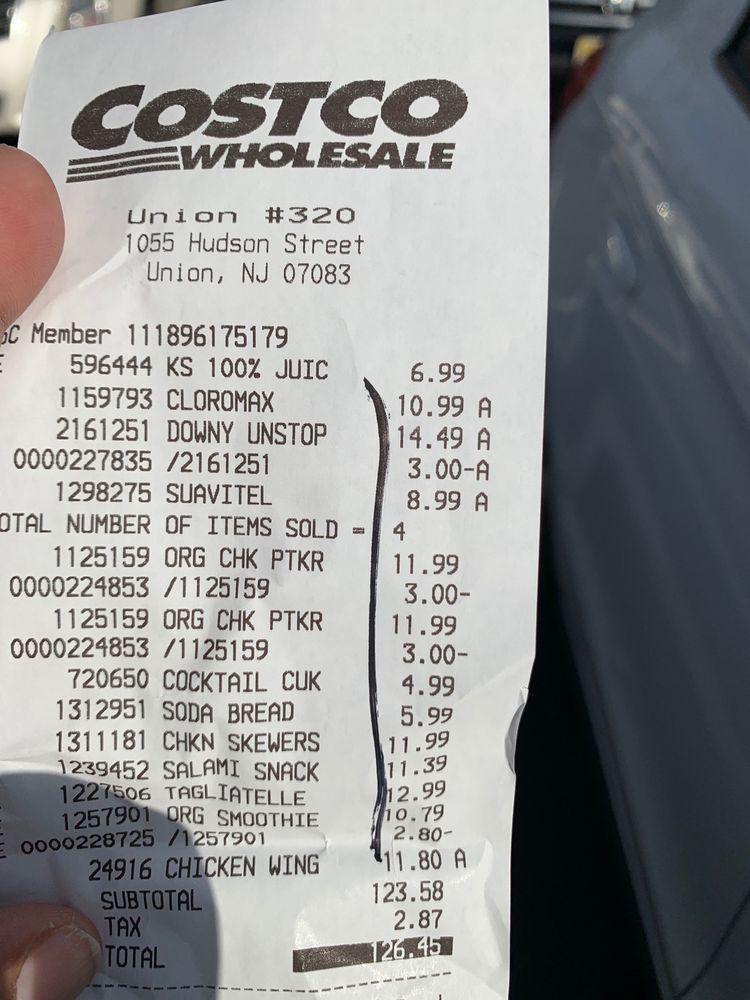 COSTCO
WHOLESALE
Union #320
1055 Hudson Street
Union, NJ 07083
Member 111896175179
E 596444 KS 100% JUIC 6.99
1159793 CLOROMAX 10.99 A
2161251 DOWNY UNSTOP 14.49 A
0000227835 /2161251 3.00-A
1298275 SUAVITEL 8.99 A
OTAL NUMBER OF ITEMS SOLD = 4
1125159 ORG CHK PTKR 11.99
0000224853 /1125159 3.00-
1125159 ORG CHK PTKR 11.99
0000224853 /1125159 3.00-
720650 COCKTAIL CUK 4.99
1312951 SODA BREAD 5.99
1311181 CHKN SKEWERS 11.99
1239452 SALAMI SNACK 11.39
1227506 TAGLIATELLE 12.99
E 1257901 ORG SMOOTHIE 10.79
E 0000228725 /1257901 2.80-
24916 CHICKEN WING 11.80 A
SUBTOTAL 123.58
TAX 2.87
TOTAL 126.45